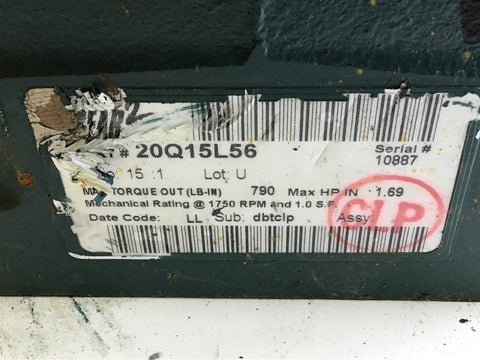 # 20Q15L56 Serial #
15 :1 Lot: U 10887
TORQUE OUT (LB-IN) 790 Max HP IN 1.69
Mechanical Rating @ 1750 RPM and 1.0 S.F.
Date Code: LL Sub: dbtclp Assy:
CLP